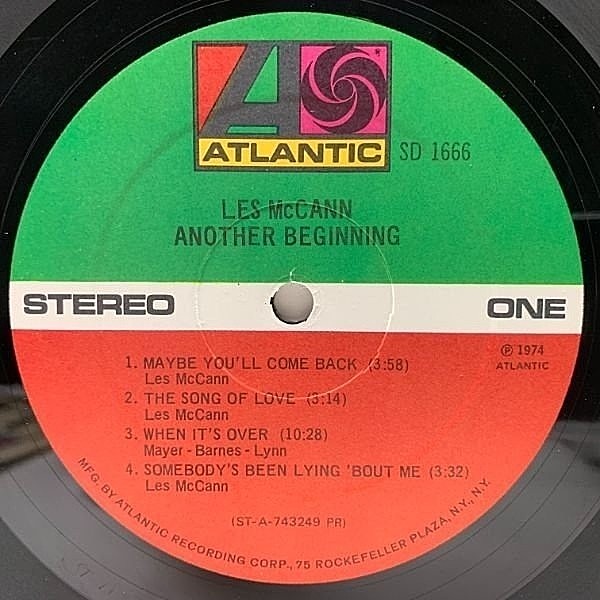 A
ATLANTIC SD 1666
LES McCANN
ANOTHER BEGINNING
STEREO ONE
1. MAYBE YOU'LL COME BACK (3:58)
Les McCann
2. THE SONG OF LOVE (3:14)
Les McCann
3. WHEN IT'S OVER (10:28)
Mayer - Barnes - Lynn
4. SOMEBODY'S BEEN LYING 'BOUT ME (3:32)
Les McCann
℗ 1974
ATLANTIC
(ST-A-743249 PR)
MFG. BY ATLANTIC RECORDING CORP., 75 ROCKEFELLER PLAZA, N.Y., N.Y.